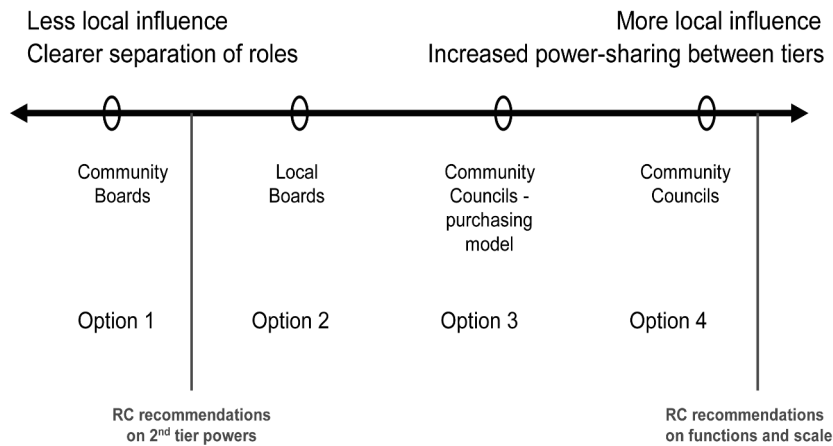 Less local influence
Clearer separation of roles
More local influence
Increased power-sharing between tiers
Community
Boards
Local
Boards
Community
Councils -
purchasing
model
Community
Councils
Option 1
Option 2
Option 3
Option 4
RC recommendations
on 2nd tier powers
RC recommendations
on functions and scale